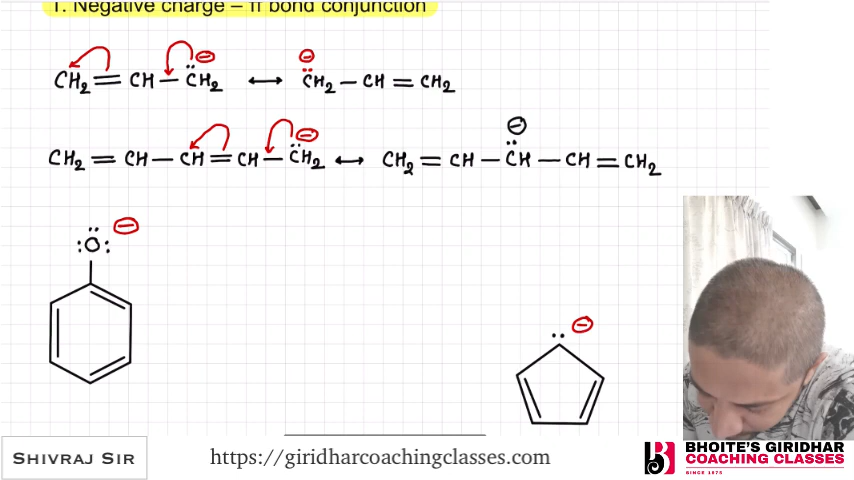 1. Negative charge – π bond conjunction
⊖ ⊖
CH₂ = CH – C̈H₂ ⟷ C̈H₂ – CH = CH₂
⊖ ⊖
CH₂ = CH – CH = CH – C̈H₂ ⟷ CH₂ = CH – C̈H – CH = CH₂
:Ö: ⊖
⊖
SHIVRAJ SIR
https://giridharcoachingclasses.com
BHOITE'S GIRIDHAR
COACHING CLASSES
SINCE 1975